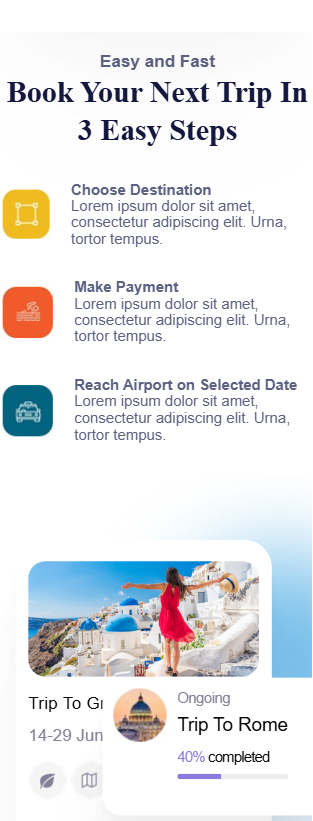 Easy and Fast
Book Your Next Trip In
3 Easy Steps
Choose Destination
Lorem ipsum dolor sit amet,
consectetur adipiscing elit. Urna,
tortor tempus.
Make Payment
Lorem ipsum dolor sit amet,
consectetur adipiscing elit. Urna,
tortor tempus.
Reach Airport on Selected Date
Lorem ipsum dolor sit amet,
consectetur adipiscing elit. Urna,
tortor tempus.
Trip To Gr
14-29 Jun
Ongoing
Trip To Rome
40% completed